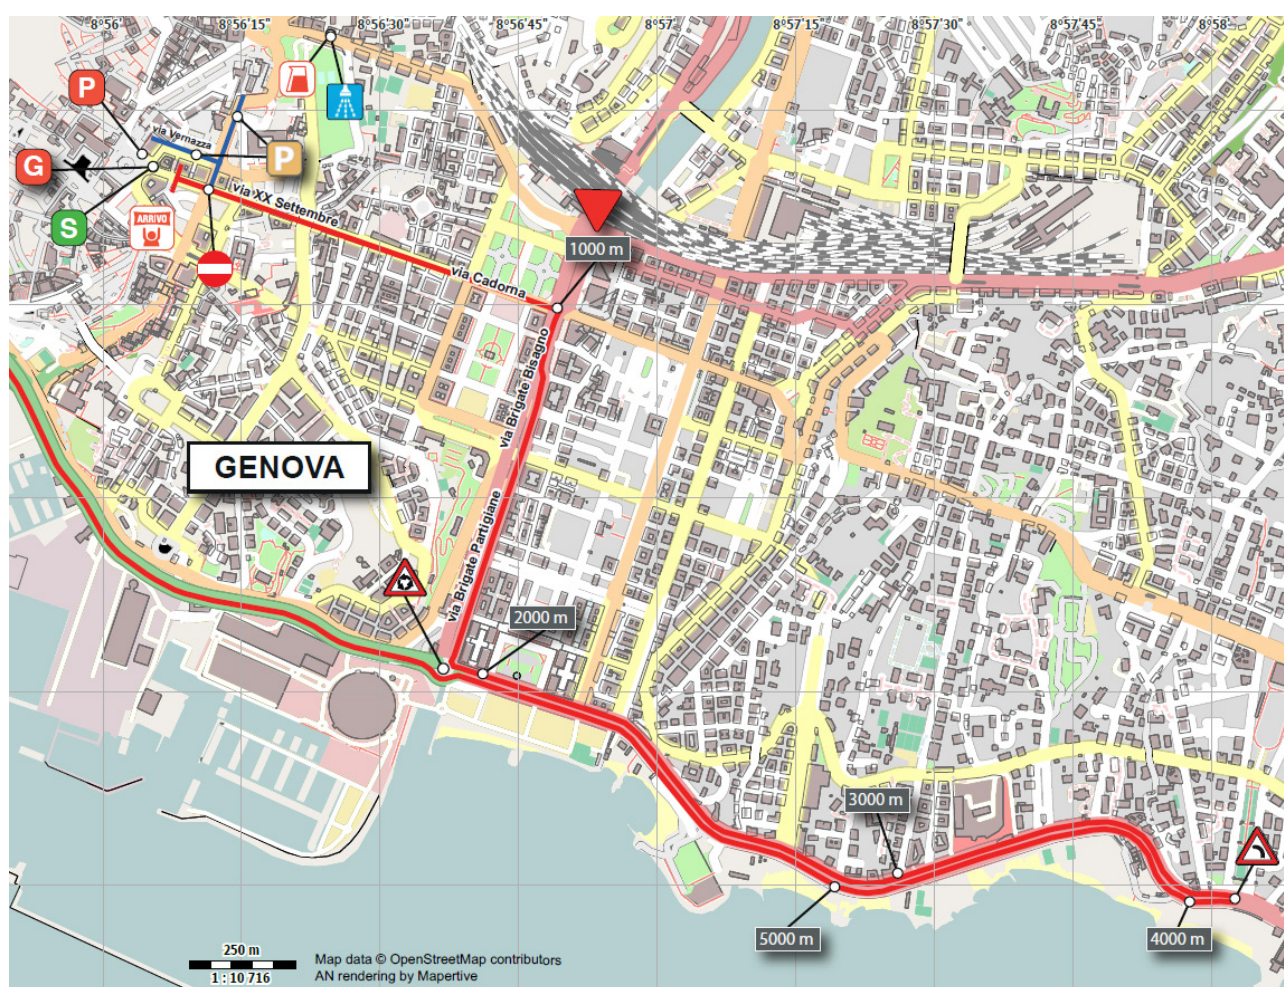 8°56
8°56'15"
8°56'30"
8°56'45"
8°57
8°57'15"
8°57'30"
8°57'45"
8°58
P
via Vernazza
P
G
S
ARRIVO
via XX Settembre
1000 m
via Cadorna
via Brigate Bisagno
GENOVA
via Brigate Partigiane
2000 m
3000 m
5000 m
4000 m
250 m
1 : 10 716
Map data © OpenStreetMap contributors
AN rendering by Mapertive